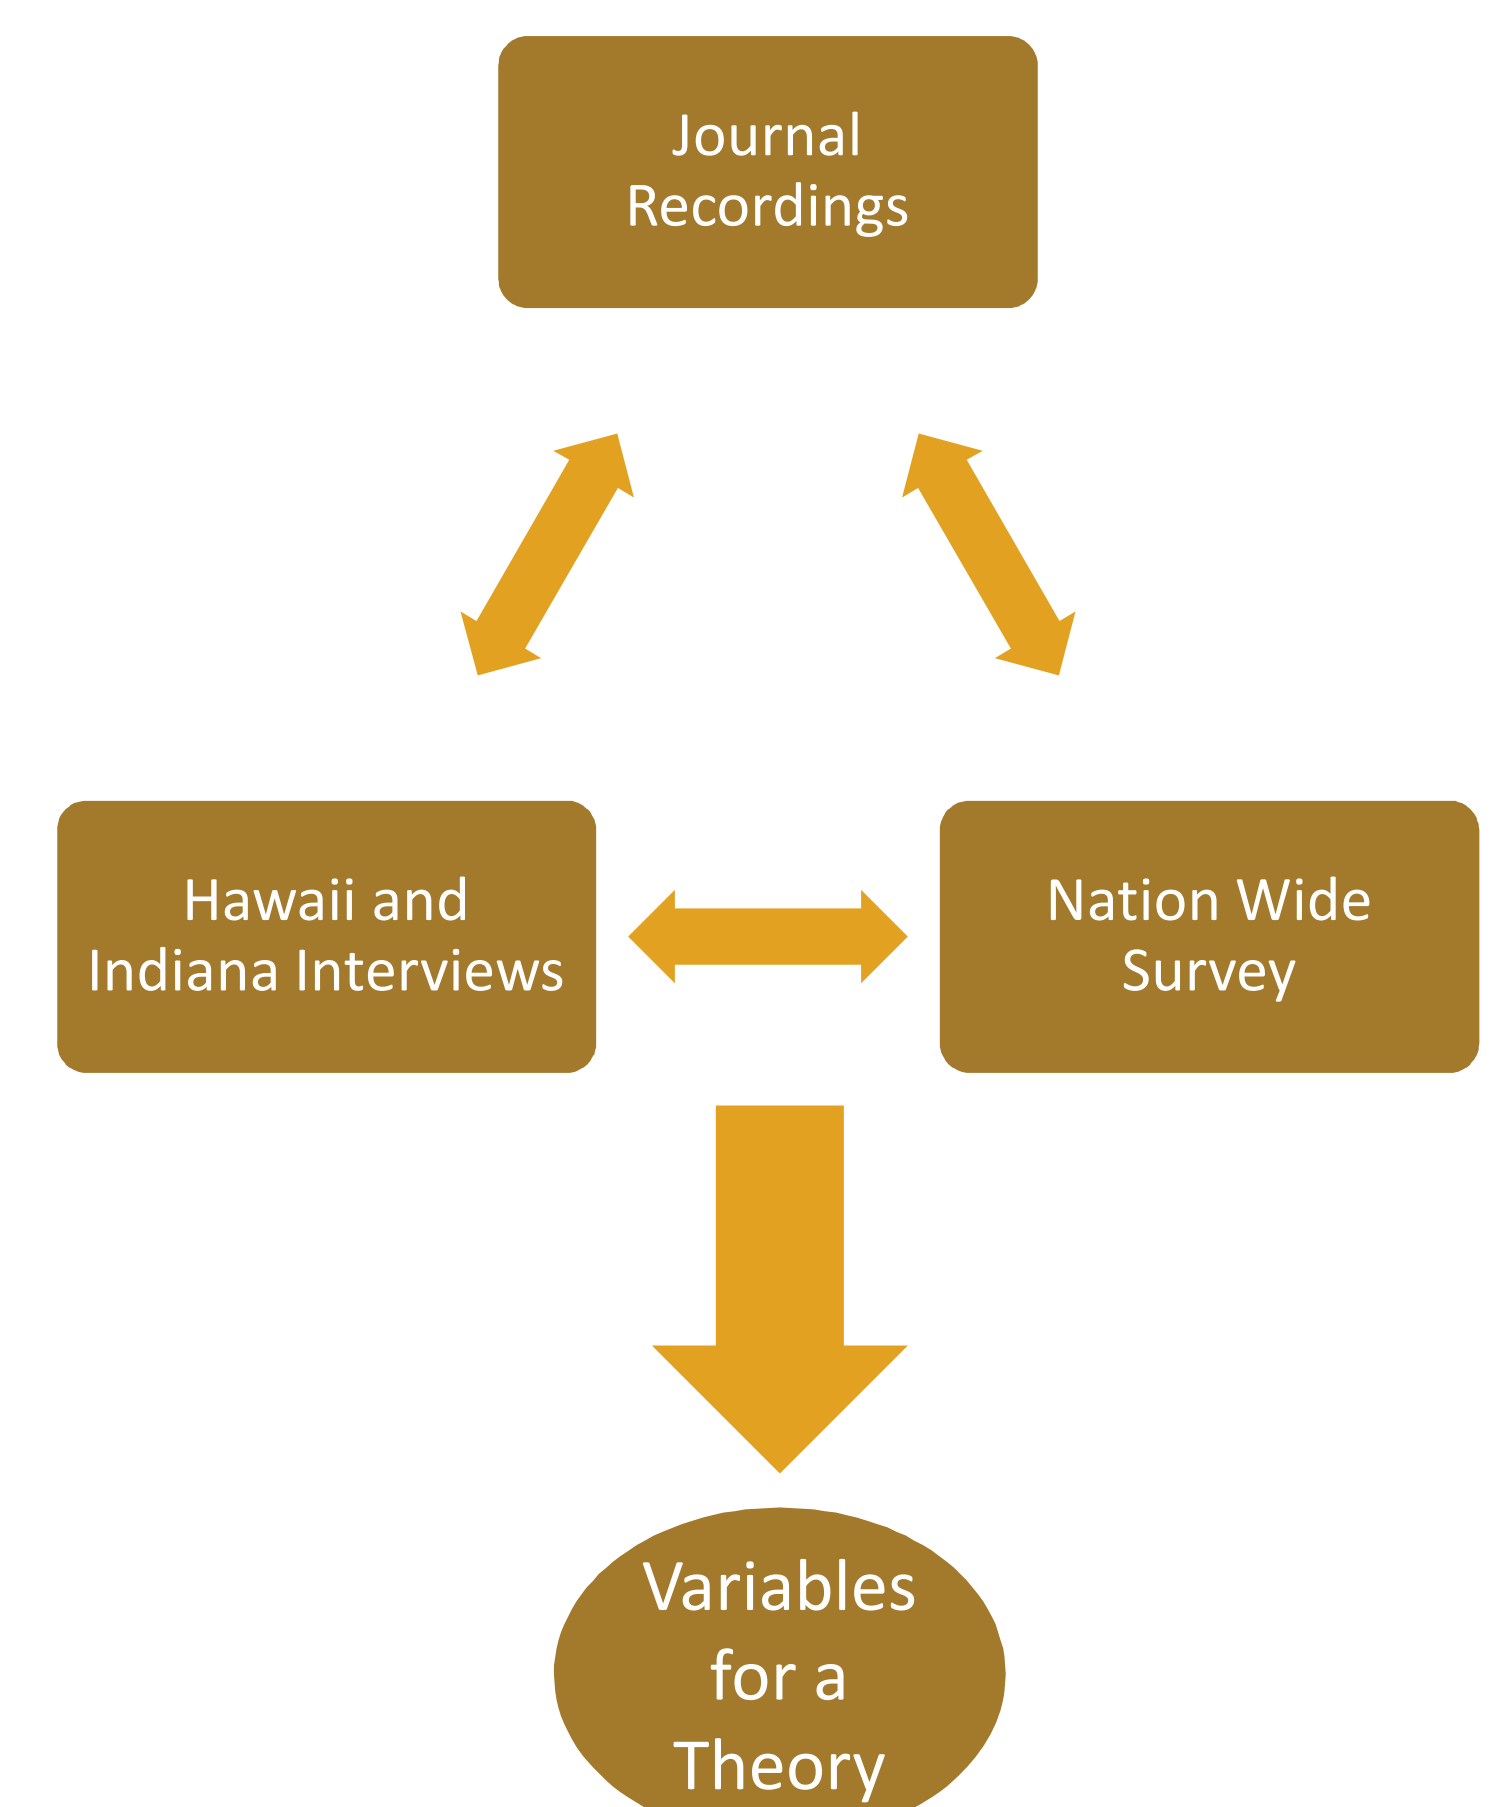 Journal
Recordings
Hawaii and
Indiana Interviews
Nation Wide
Survey
Variables
for a
Theory